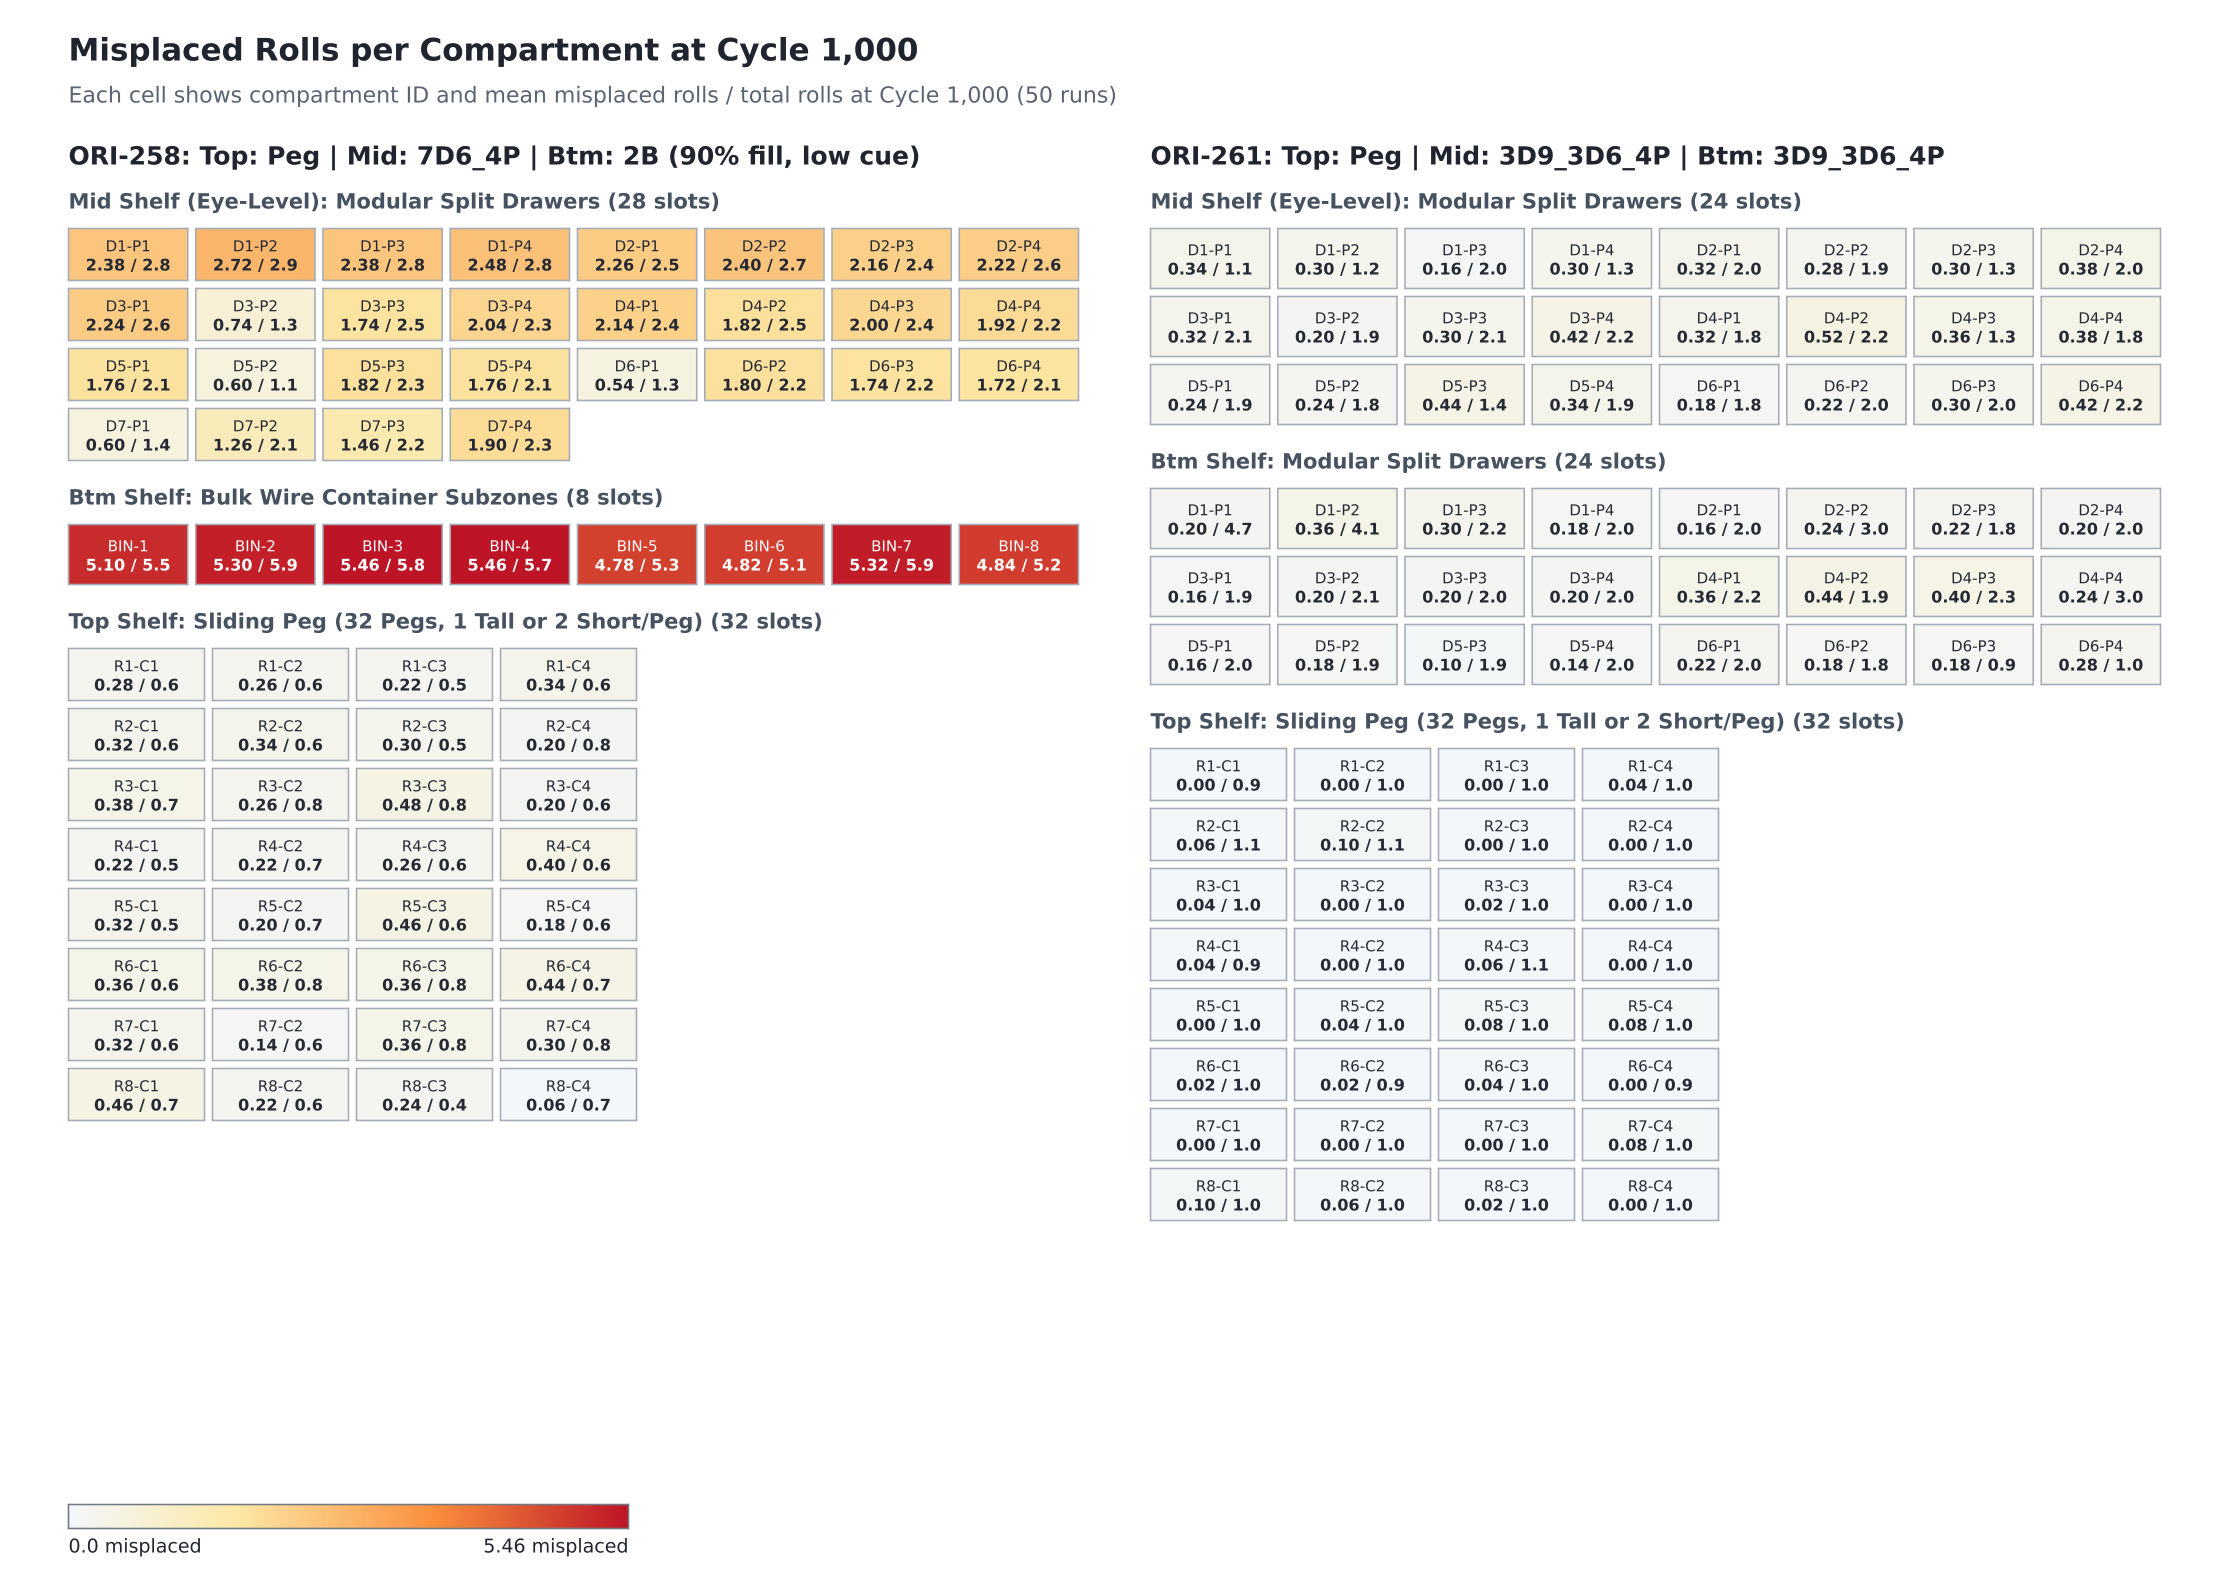 Misplaced Rolls per Compartment at Cycle 1,000
Each cell shows compartment ID and mean misplaced rolls / total rolls at Cycle 1,000 (50 runs)
ORI-258: Top: Peg | Mid: 7D6_4P | Btm: 2B (90% fill, low cue)
Mid Shelf (Eye-Level): Modular Split Drawers (28 slots)
D1-P1 D1-P2 D1-P3 D1-P4 D2-P1 D2-P2 D2-P3 D2-P4
2.38 / 2.8 2.72 / 2.9 2.38 / 2.8 2.48 / 2.8 2.26 / 2.5 2.40 / 2.7 2.16 / 2.4 2.22 / 2.6
D3-P1 D3-P2 D3-P3 D3-P4 D4-P1 D4-P2 D4-P3 D4-P4
2.24 / 2.6 0.74 / 1.3 1.74 / 2.5 2.04 / 2.3 2.14 / 2.4 1.82 / 2.5 2.00 / 2.4 1.92 / 2.2
D5-P1 D5-P2 D5-P3 D5-P4 D6-P1 D6-P2 D6-P3 D6-P4
1.76 / 2.1 0.60 / 1.1 1.82 / 2.3 1.76 / 2.1 0.54 / 1.3 1.80 / 2.2 1.74 / 2.2 1.72 / 2.1
D7-P1 D7-P2 D7-P3 D7-P4
0.60 / 1.4 1.26 / 2.1 1.46 / 2.2 1.90 / 2.3
Btm Shelf: Bulk Wire Container Subzones (8 slots)
BIN-1 BIN-2 BIN-3 BIN-4 BIN-5 BIN-6 BIN-7 BIN-8
5.10 / 5.5 5.30 / 5.9 5.46 / 5.8 5.46 / 5.7 4.78 / 5.3 4.82 / 5.1 5.32 / 5.9 4.84 / 5.2
Top Shelf: Sliding Peg (32 Pegs, 1 Tall or 2 Short/Peg) (32 slots)
R1-C1 R1-C2 R1-C3 R1-C4
0.28 / 0.6 0.26 / 0.6 0.22 / 0.5 0.34 / 0.6
R2-C1 R2-C2 R2-C3 R2-C4
0.32 / 0.6 0.34 / 0.6 0.30 / 0.5 0.20 / 0.8
R3-C1 R3-C2 R3-C3 R3-C4
0.38 / 0.7 0.26 / 0.8 0.48 / 0.8 0.20 / 0.6
R4-C1 R4-C2 R4-C3 R4-C4
0.22 / 0.5 0.22 / 0.7 0.26 / 0.6 0.40 / 0.6
R5-C1 R5-C2 R5-C3 R5-C4
0.32 / 0.5 0.20 / 0.7 0.46 / 0.6 0.18 / 0.6
R6-C1 R6-C2 R6-C3 R6-C4
0.36 / 0.6 0.38 / 0.8 0.36 / 0.8 0.44 / 0.7
R7-C1 R7-C2 R7-C3 R7-C4
0.32 / 0.6 0.14 / 0.6 0.36 / 0.8 0.30 / 0.8
R8-C1 R8-C2 R8-C3 R8-C4
0.46 / 0.7 0.22 / 0.6 0.24 / 0.4 0.06 / 0.7
ORI-261: Top: Peg | Mid: 3D9_3D6_4P | Btm: 3D9_3D6_4P
Mid Shelf (Eye-Level): Modular Split Drawers (24 slots)
D1-P1 D1-P2 D1-P3 D1-P4 D2-P1 D2-P2 D2-P3 D2-P4
0.34 / 1.1 0.30 / 1.2 0.16 / 2.0 0.30 / 1.3 0.32 / 2.0 0.28 / 1.9 0.30 / 1.3 0.38 / 2.0
D3-P1 D3-P2 D3-P3 D3-P4 D4-P1 D4-P2 D4-P3 D4-P4
0.32 / 2.1 0.20 / 1.9 0.30 / 2.1 0.42 / 2.2 0.32 / 1.8 0.52 / 2.2 0.36 / 1.3 0.38 / 1.8
D5-P1 D5-P2 D5-P3 D5-P4 D6-P1 D6-P2 D6-P3 D6-P4
0.24 / 1.9 0.24 / 1.8 0.44 / 1.4 0.34 / 1.9 0.18 / 1.8 0.22 / 2.0 0.30 / 2.0 0.42 / 2.2
Btm Shelf: Modular Split Drawers (24 slots)
D1-P1 D1-P2 D1-P3 D1-P4 D2-P1 D2-P2 D2-P3 D2-P4
0.20 / 4.7 0.36 / 4.1 0.30 / 2.2 0.18 / 2.0 0.16 / 2.0 0.24 / 3.0 0.22 / 1.8 0.20 / 2.0
D3-P1 D3-P2 D3-P3 D3-P4 D4-P1 D4-P2 D4-P3 D4-P4
0.16 / 1.9 0.20 / 2.1 0.20 / 2.0 0.20 / 2.0 0.36 / 2.2 0.44 / 1.9 0.40 / 2.3 0.24 / 3.0
D5-P1 D5-P2 D5-P3 D5-P4 D6-P1 D6-P2 D6-P3 D6-P4
0.16 / 2.0 0.18 / 1.9 0.10 / 1.9 0.14 / 2.0 0.22 / 2.0 0.18 / 1.8 0.18 / 0.9 0.28 / 1.0
Top Shelf: Sliding Peg (32 Pegs, 1 Tall or 2 Short/Peg) (32 slots)
R1-C1 R1-C2 R1-C3 R1-C4
0.00 / 0.9 0.00 / 1.0 0.00 / 1.0 0.04 / 1.0
R2-C1 R2-C2 R2-C3 R2-C4
0.06 / 1.1 0.10 / 1.1 0.00 / 1.0 0.00 / 1.0
R3-C1 R3-C2 R3-C3 R3-C4
0.04 / 1.0 0.00 / 1.0 0.02 / 1.0 0.00 / 1.0
R4-C1 R4-C2 R4-C3 R4-C4
0.04 / 0.9 0.00 / 1.0 0.06 / 1.1 0.00 / 1.0
R5-C1 R5-C2 R5-C3 R5-C4
0.00 / 1.0 0.04 / 1.0 0.08 / 1.0 0.08 / 1.0
R6-C1 R6-C2 R6-C3 R6-C4
0.02 / 1.0 0.02 / 0.9 0.04 / 1.0 0.00 / 0.9
R7-C1 R7-C2 R7-C3 R7-C4
0.00 / 1.0 0.00 / 1.0 0.00 / 1.0 0.08 / 1.0
R8-C1 R8-C2 R8-C3 R8-C4
0.10 / 1.0 0.06 / 1.0 0.02 / 1.0 0.00 / 1.0
0.0 misplaced 5.46 misplaced